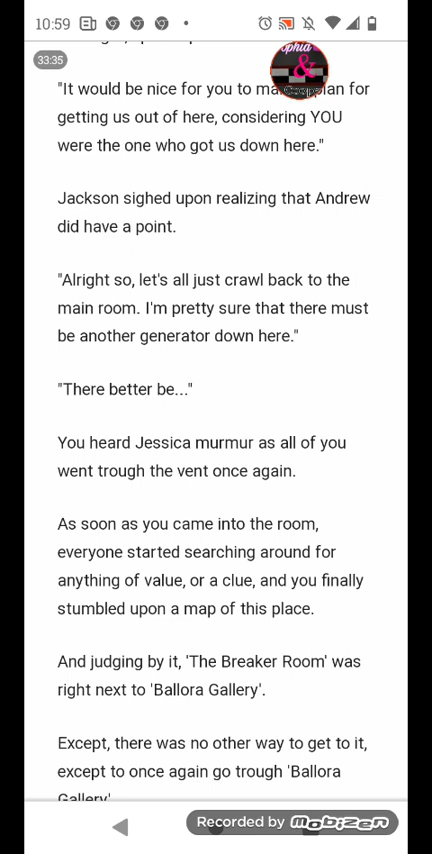 10:59
33:35
ophia
&
"It would be nice for you to ma lan for
getting us out of here, considering YOU
were the one who got us down here."
Jackson sighed upon realizing that Andrew
did have a point.
"Alright so, let's all just crawl back to the
main room. I'm pretty sure that there must
be another generator down here."
"There better be..."
You heard Jessica murmur as all of you
went trough the vent once again.
As soon as you came into the room,
everyone started searching around for
anything of value, or a clue, and you finally
stumbled upon a map of this place.
And judging by it, 'The Breaker Room' was
right next to 'Ballora Gallery'.
Except, there was no other way to get to it,
except to once again go trough 'Ballora
Gallery'
Recorded by Mobizen